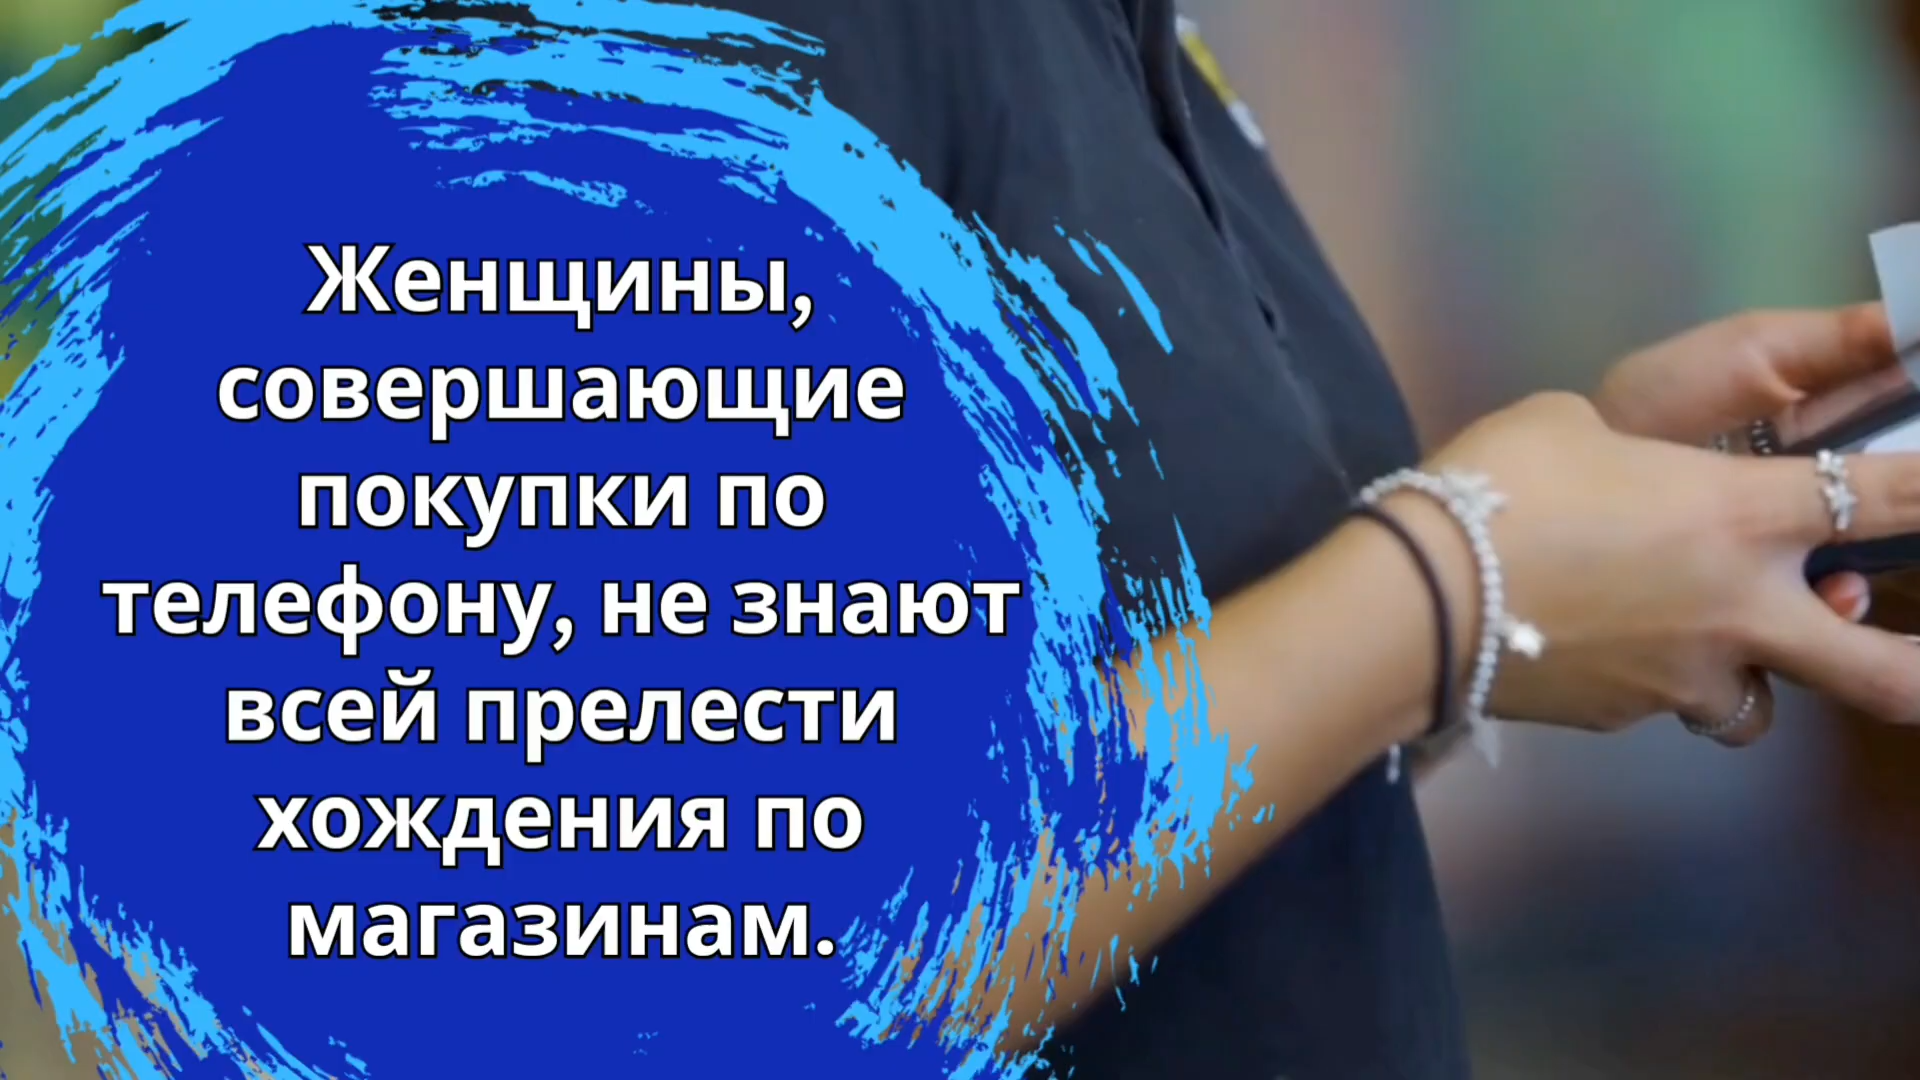 Женщины,
совершающие
покупки по
телефону, не знают
всей прелести
хождения по
магазинам.